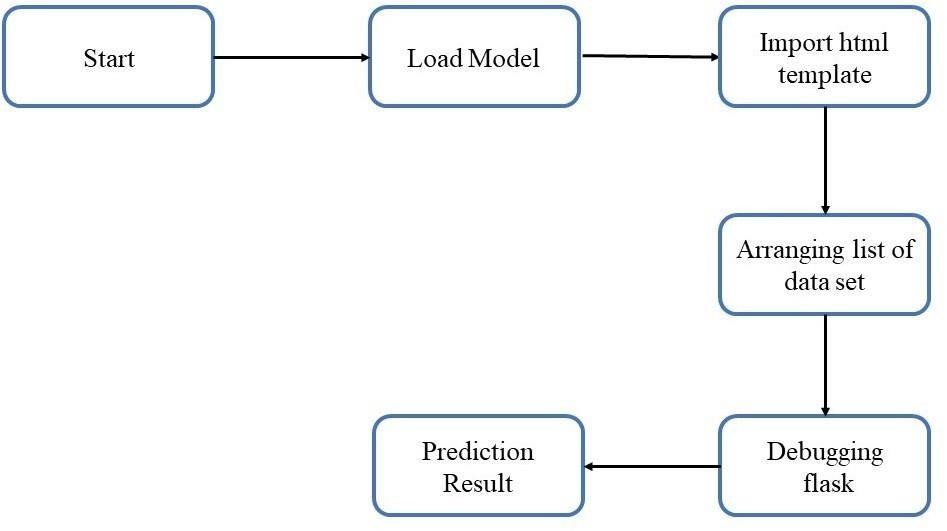 Start
Load Model
Import html
template
Arranging list of
data set
Debugging
flask
Prediction
Result